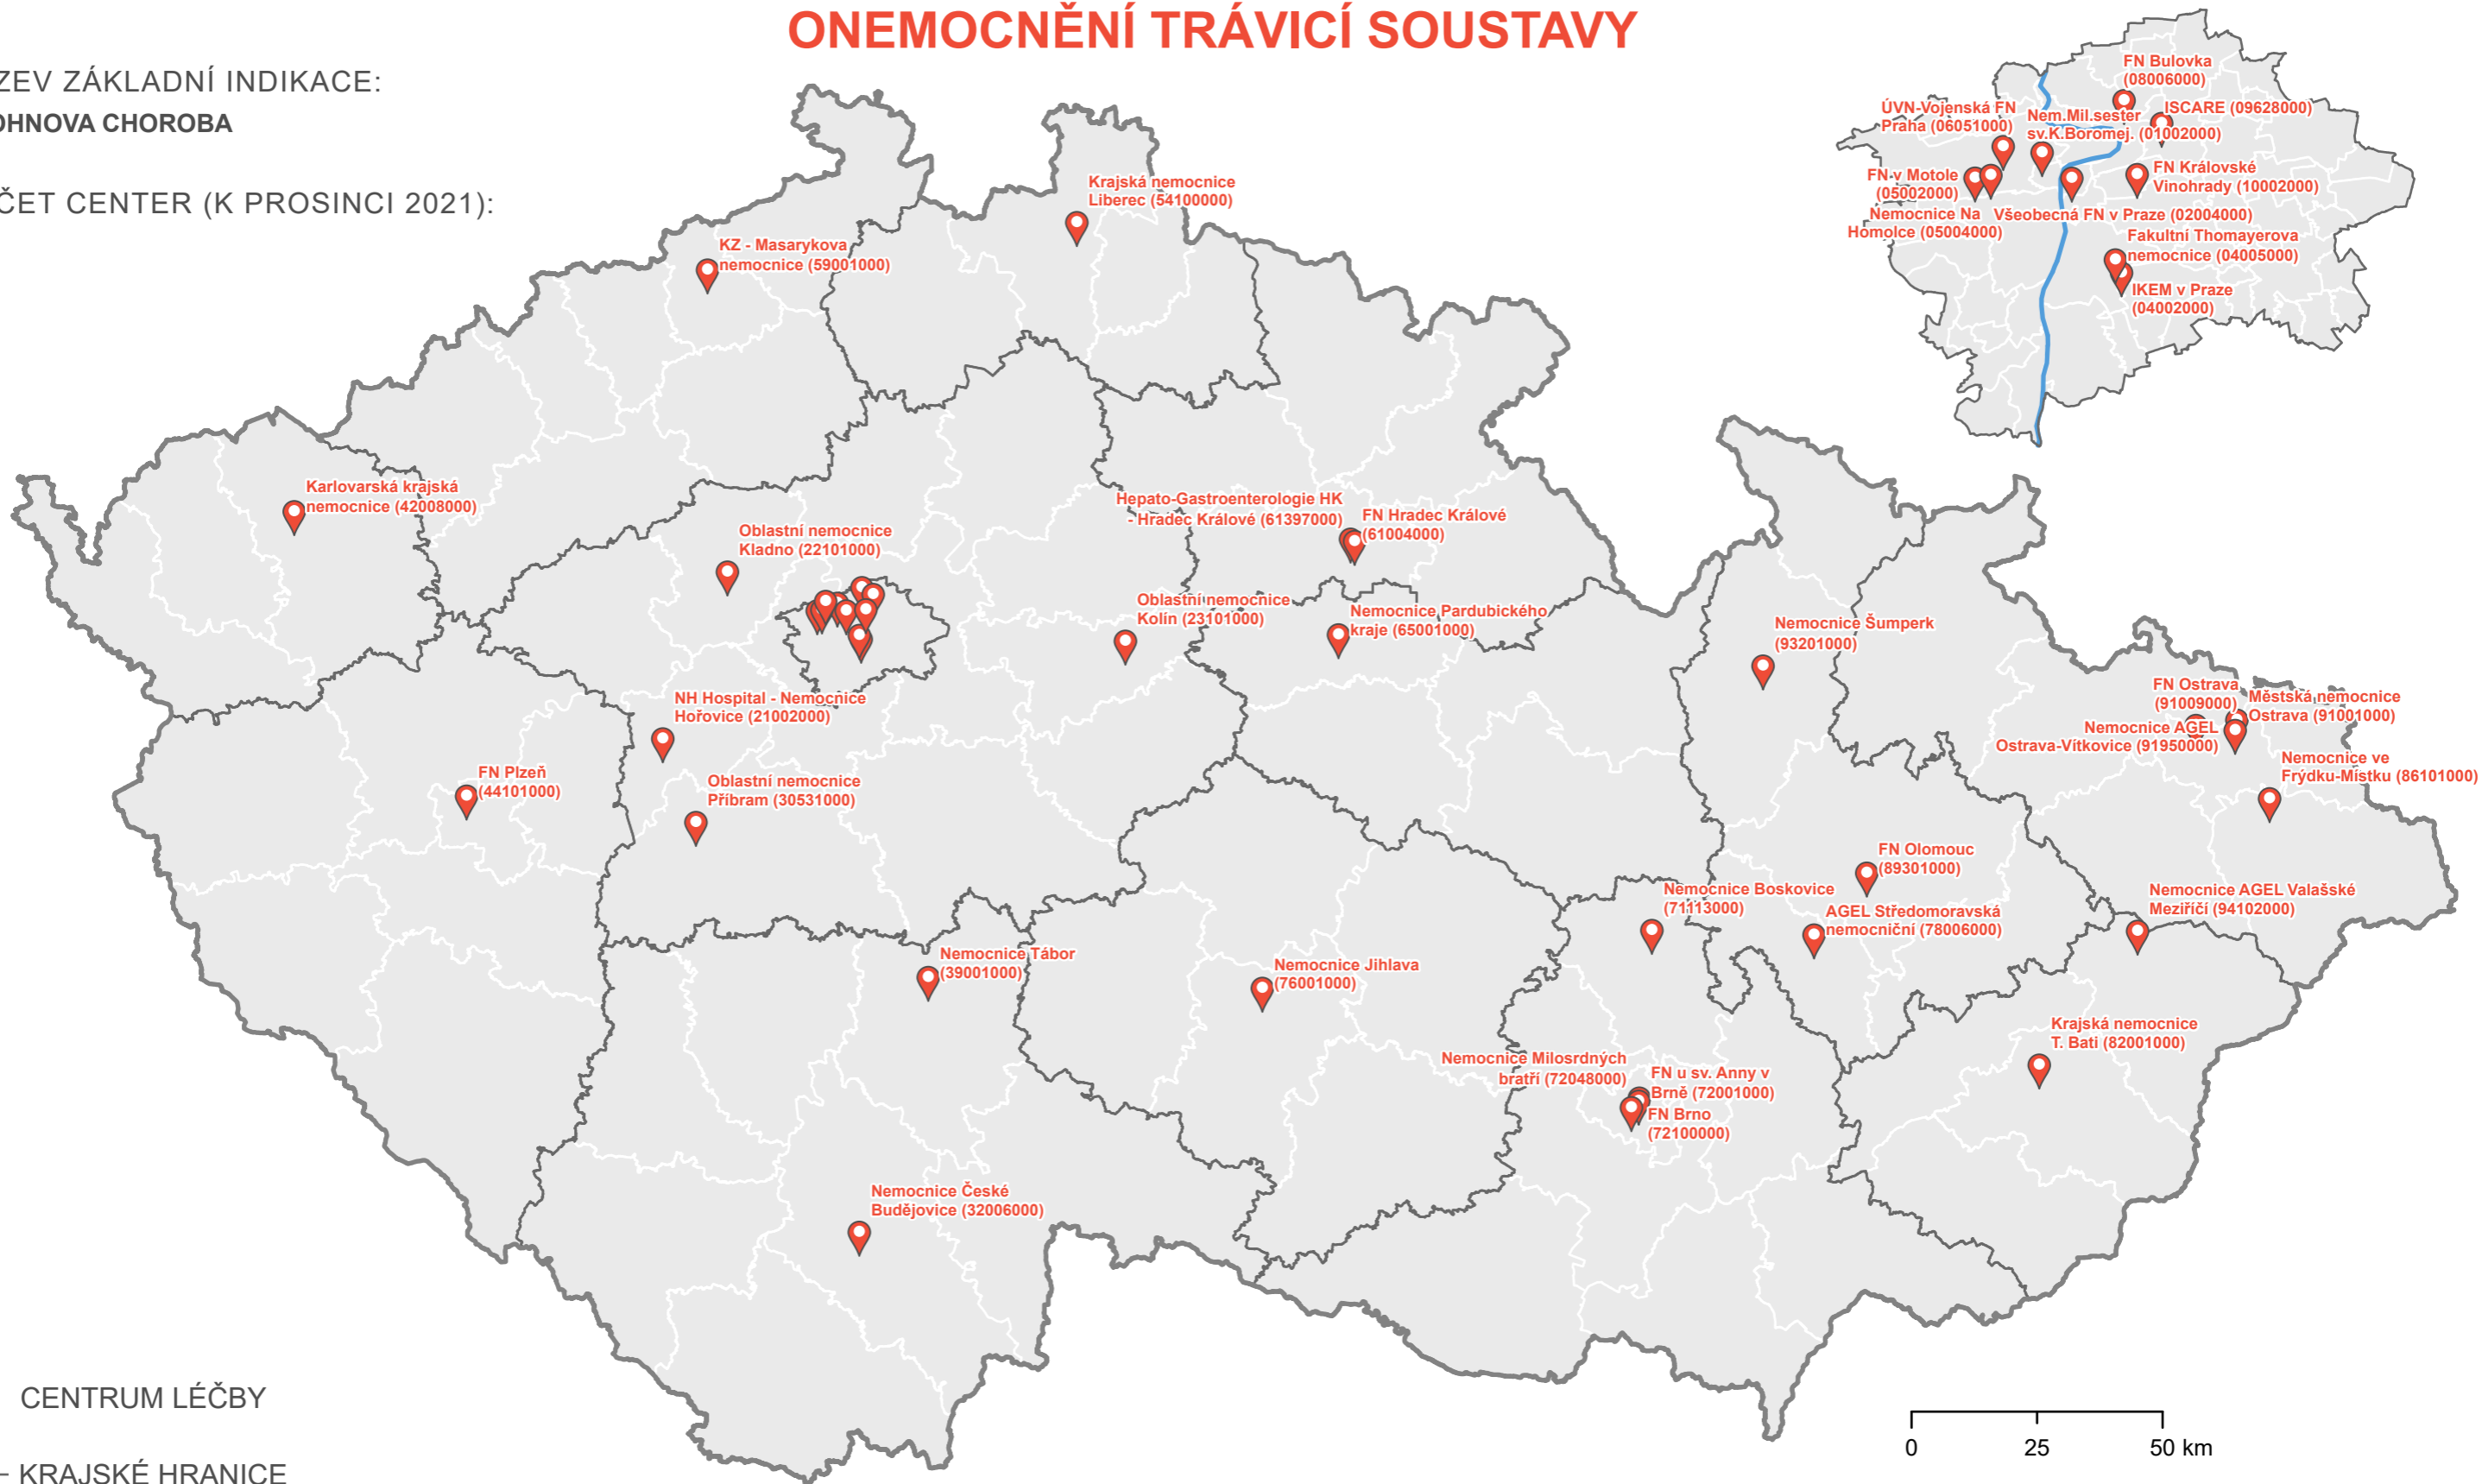 ONEMOCNĚNÍ TRÁVICÍ SOUSTAVY
ZEV ZÁKLADNÍ INDIKACE:
OHNOVA CHOROBA
ČET CENTER (K PROSINCI 2021):
FN Bulovka
(08006000)
ÚVN-Vojenská FN
Praha (06051000)
Nem.Mil.sester
sv.K.Boromej. (01002000)
ISCARE (09628000)
FN v Motole
(05002000)
FN Královské
Vinohrady (10002000)
Nemocnice Na
Homolce (05004000)
Všeobecná FN v Praze (02004000)
Fakultní Thomayerova
nemocnice (04005000)
IKEM v Praze
(04002000)
Krajská nemocnice
Liberec (54100000)
KZ - Masarykova
nemocnice (59001000)
Karlovarská krajská
nemocnice (42008000)
Oblastní nemocnice
Kladno (22101000)
Hepato-Gastroenterologie HK
- Hradec Králové (61397000)
FN Hradec Králové
(61004000)
Oblastní nemocnice
Kolín (23101000)
Nemocnice Pardubického
kraje (65001000)
Nemocnice Šumperk
(93201000)
NH Hospital - Nemocnice
Hořovice (21002000)
FN Ostrava
(91009000)
Městská nemocnice
Ostrava (91001000)
Nemocnice AGEL
Ostrava-Vítkovice (91950000)
Nemocnice ve
Frýdku-Místku (86101000)
FN Plzeň
(44101000)
Oblastní nemocnice
Příbram (30531000)
FN Olomouc
(89301000)
Nemocnice Boskovice
(71113000)
AGEL Středomoravská
nemocniční (78006000)
Nemocnice AGEL Valašské
Meziříčí (94102000)
Nemocnice Tábor
(39001000)
Nemocnice Jihlava
(76001000)
Krajská nemocnice
T. Bati (82001000)
Nemocnice Milosrdných
bratří (72048000)
FN u sv. Anny v
Brně (72001000)
FN Brno
(72100000)
Nemocnice České
Budějovice (32006000)
CENTRUM LÉČBY
KRAJSKÉ HRANICE
0 25 50 km